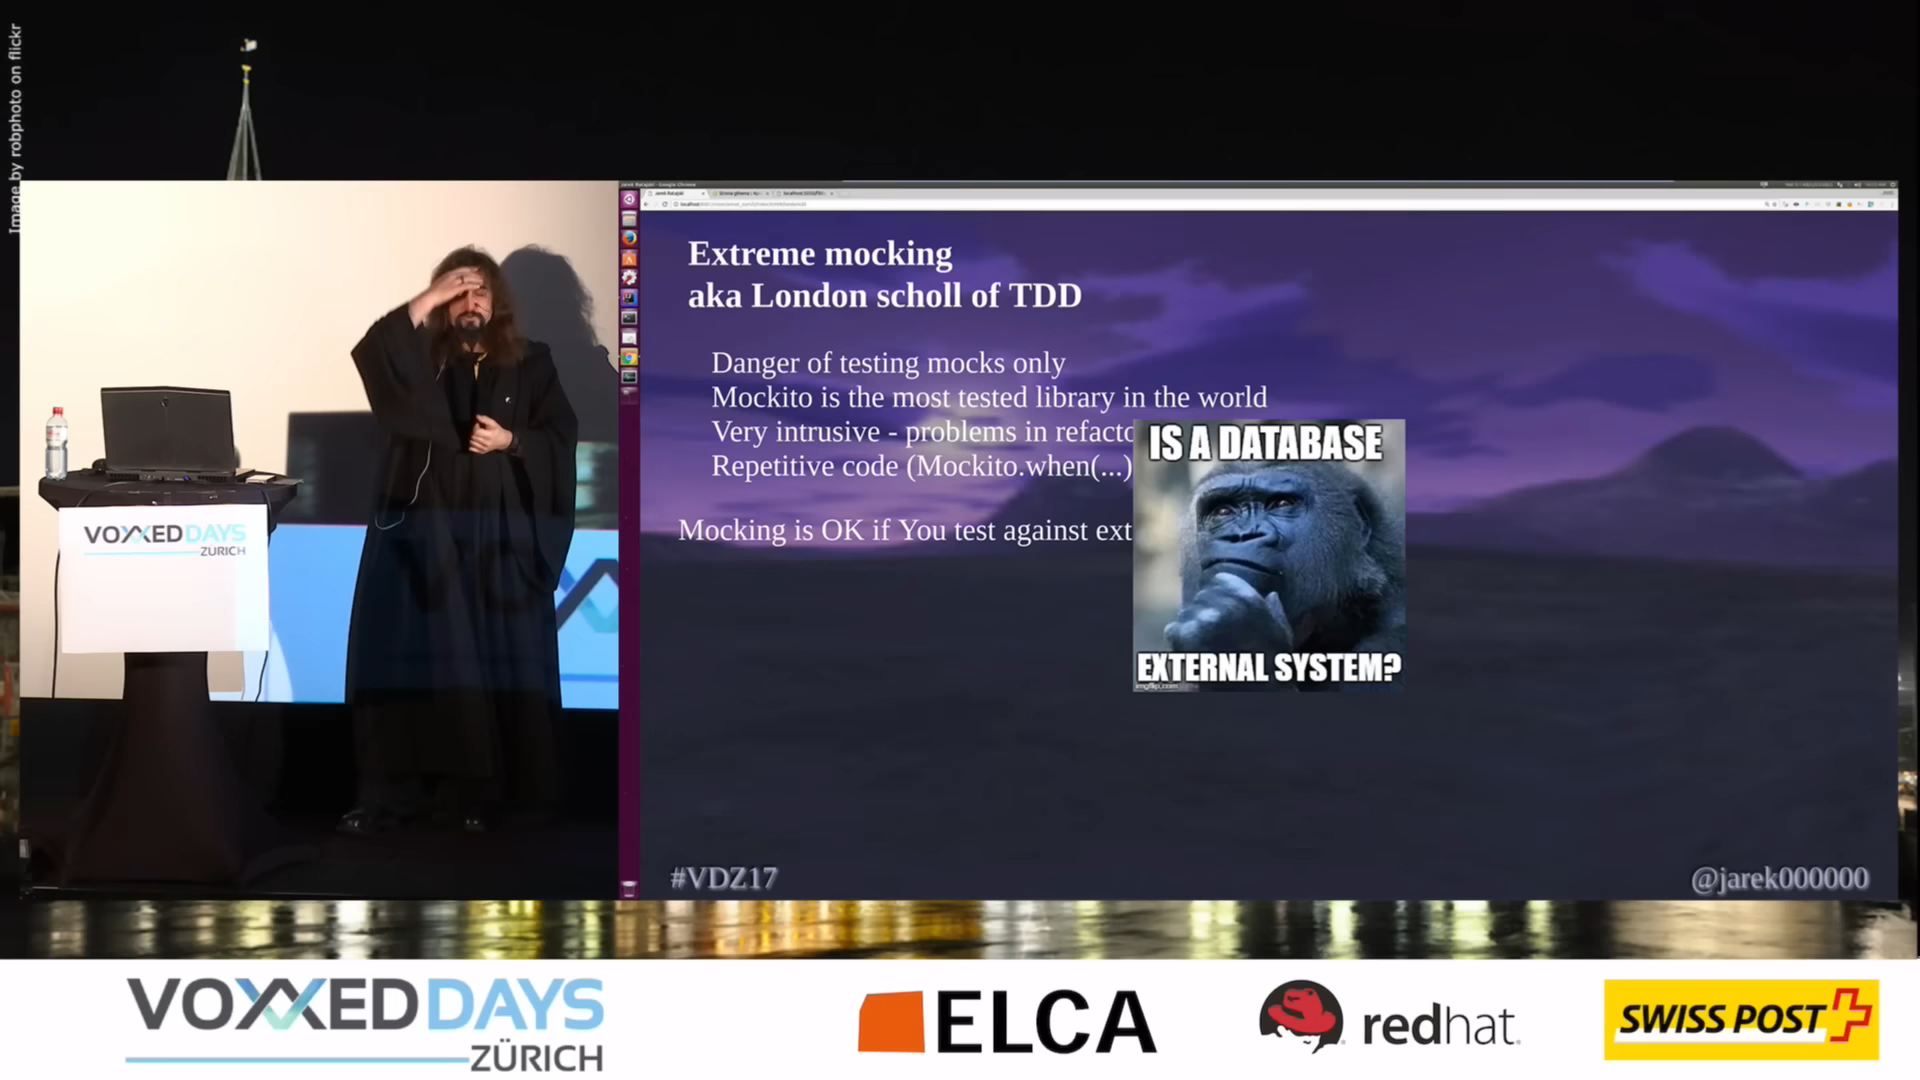 Image by robphoto on flickr
Extreme mocking
aka London scholl of TDD
Danger of testing mocks only
Mockito is the most tested library in the world
Very intrusive - problems in refacto
Repetitive code (Mockito.when(...)
Mocking is OK if You test against ext
IS A DATABASE
EXTERNAL SYSTEM?
imgflip.com
VOXXED DAYS
ZÜRICH
#VDZ17
@jarek000000
VOXXED DAYS
ZÜRICH
ELCA
redhat.
SWISS POST